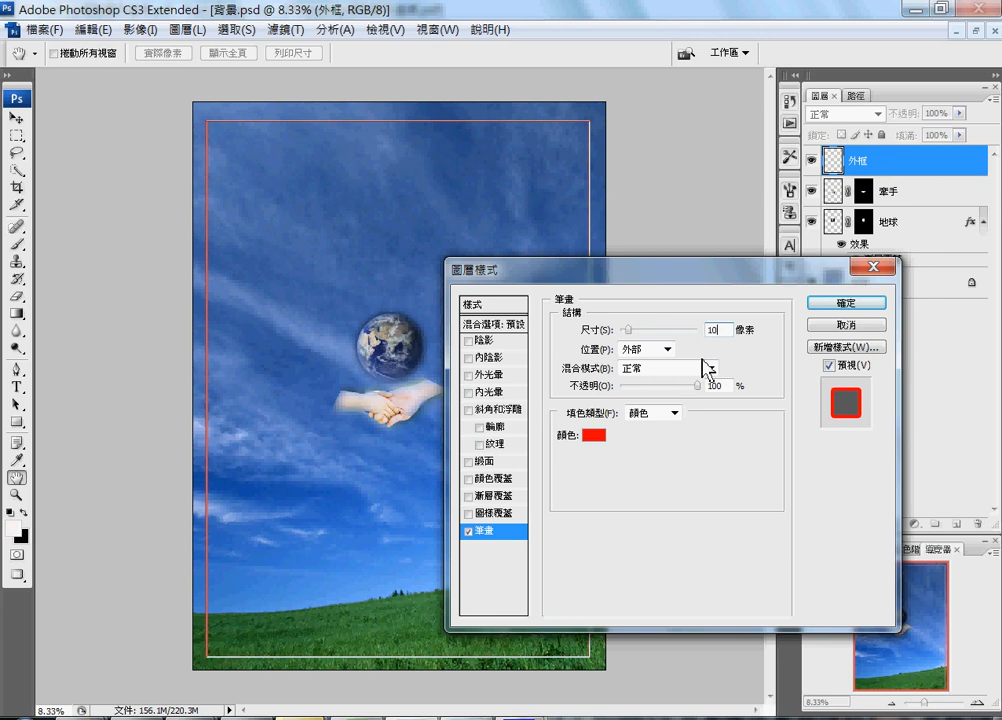 Adobe Photoshop CS3 Extended - [背景.psd @ 8.33% (外框, RGB/8)]
檔案(F) 編輯(E) 影像(I) 圖層(L) 選取(S) 濾鏡(T) 分析(A) 檢視(V) 視窗(W) 說明(H)
捲動所有視窗 實際像素 顯示全頁 列印尺寸 工作區
Ps
圖層 × 路徑
正常 不透明: 100%
鎖定: 填滿: 100%
外框
牽手
地球 fx
效果
圖層樣式
樣式
混合選項: 預設
陰影
內陰影
外光暈
內光暈
斜角和浮雕
輪廓
紋理
緞面
顏色覆蓋
漸層覆蓋
圖樣覆蓋
筆畫
筆畫
結構
尺寸(S): 10 像素
位置(P): 外部
混合模式(B): 正常
不透明(O): 100 %
填色類型(F): 顏色
顏色:
確定
取消
新增樣式(W)...
預視(V)
導覽器 ×
8.33%
8.33% 文件: 156.1M/220.3M